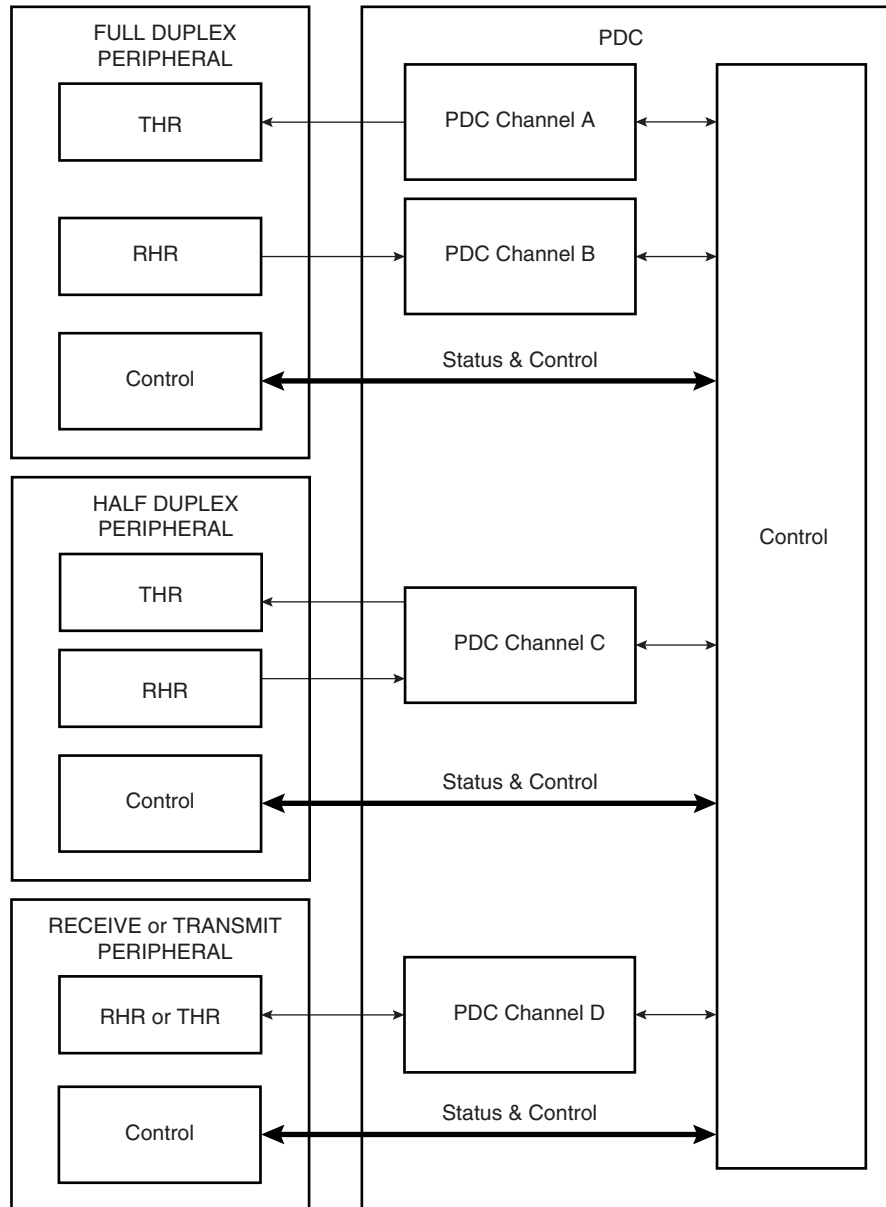 FULL DUPLEX
PERIPHERAL
PDC
THR
PDC Channel A
RHR
PDC Channel B
Control
Status & Control
HALF DUPLEX
PERIPHERAL
THR
Control
PDC Channel C
RHR
Control
Status & Control
RECEIVE or TRANSMIT
PERIPHERAL
RHR or THR
PDC Channel D
Control
Status & Control